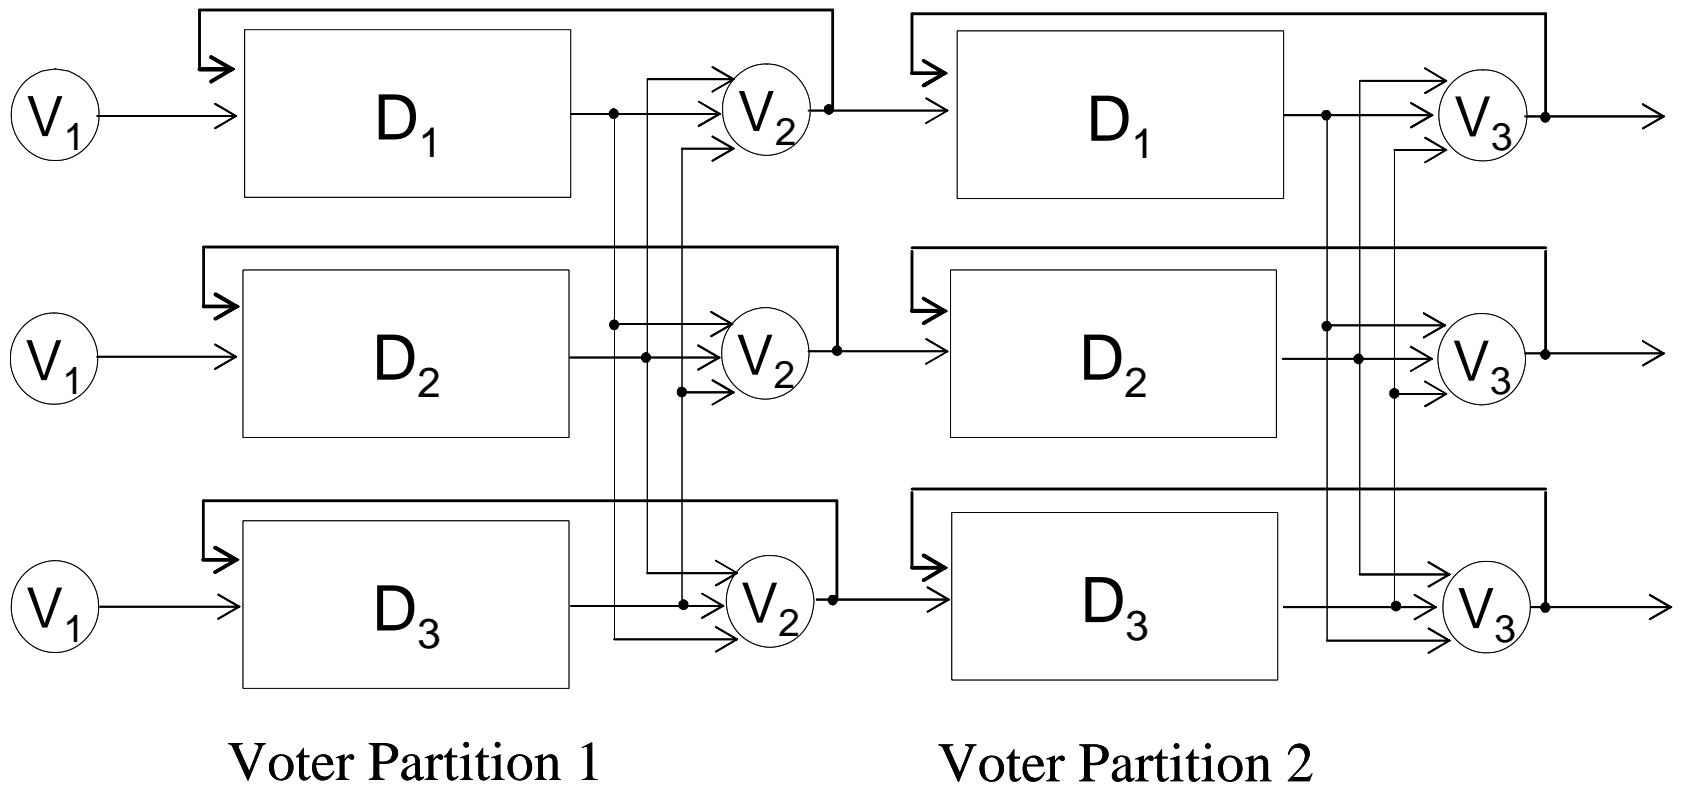 V1 D1 V2 D1 V3
V1 D2 V2 D2 V3
V1 D3 V2 D3 V3
Voter Partition 1 Voter Partition 2